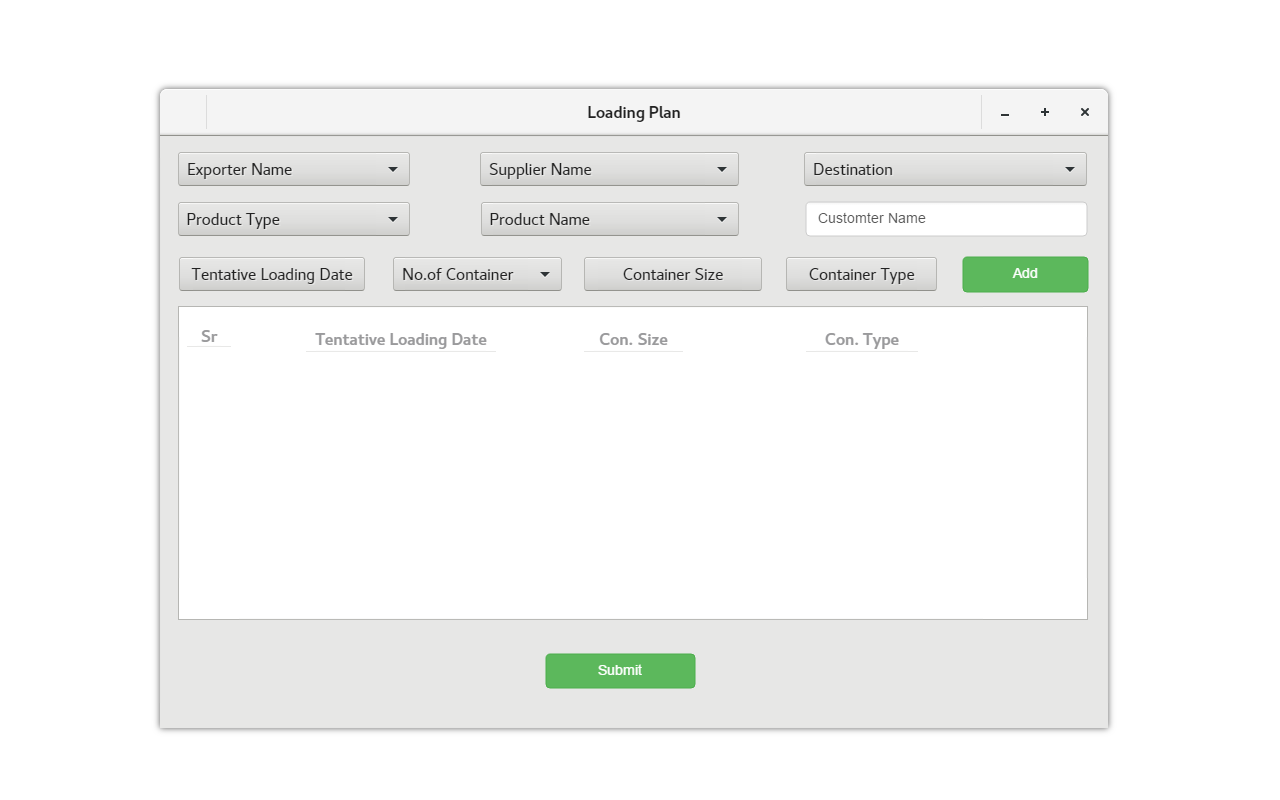 Loading Plan
Exporter Name
Supplier Name
Destination
Product Type
Product Name
Customter Name
Tentative Loading Date
No.of Container
Container Size
Container Type
Add
Sr
Tentative Loading Date
Con. Size
Con. Type
Submit